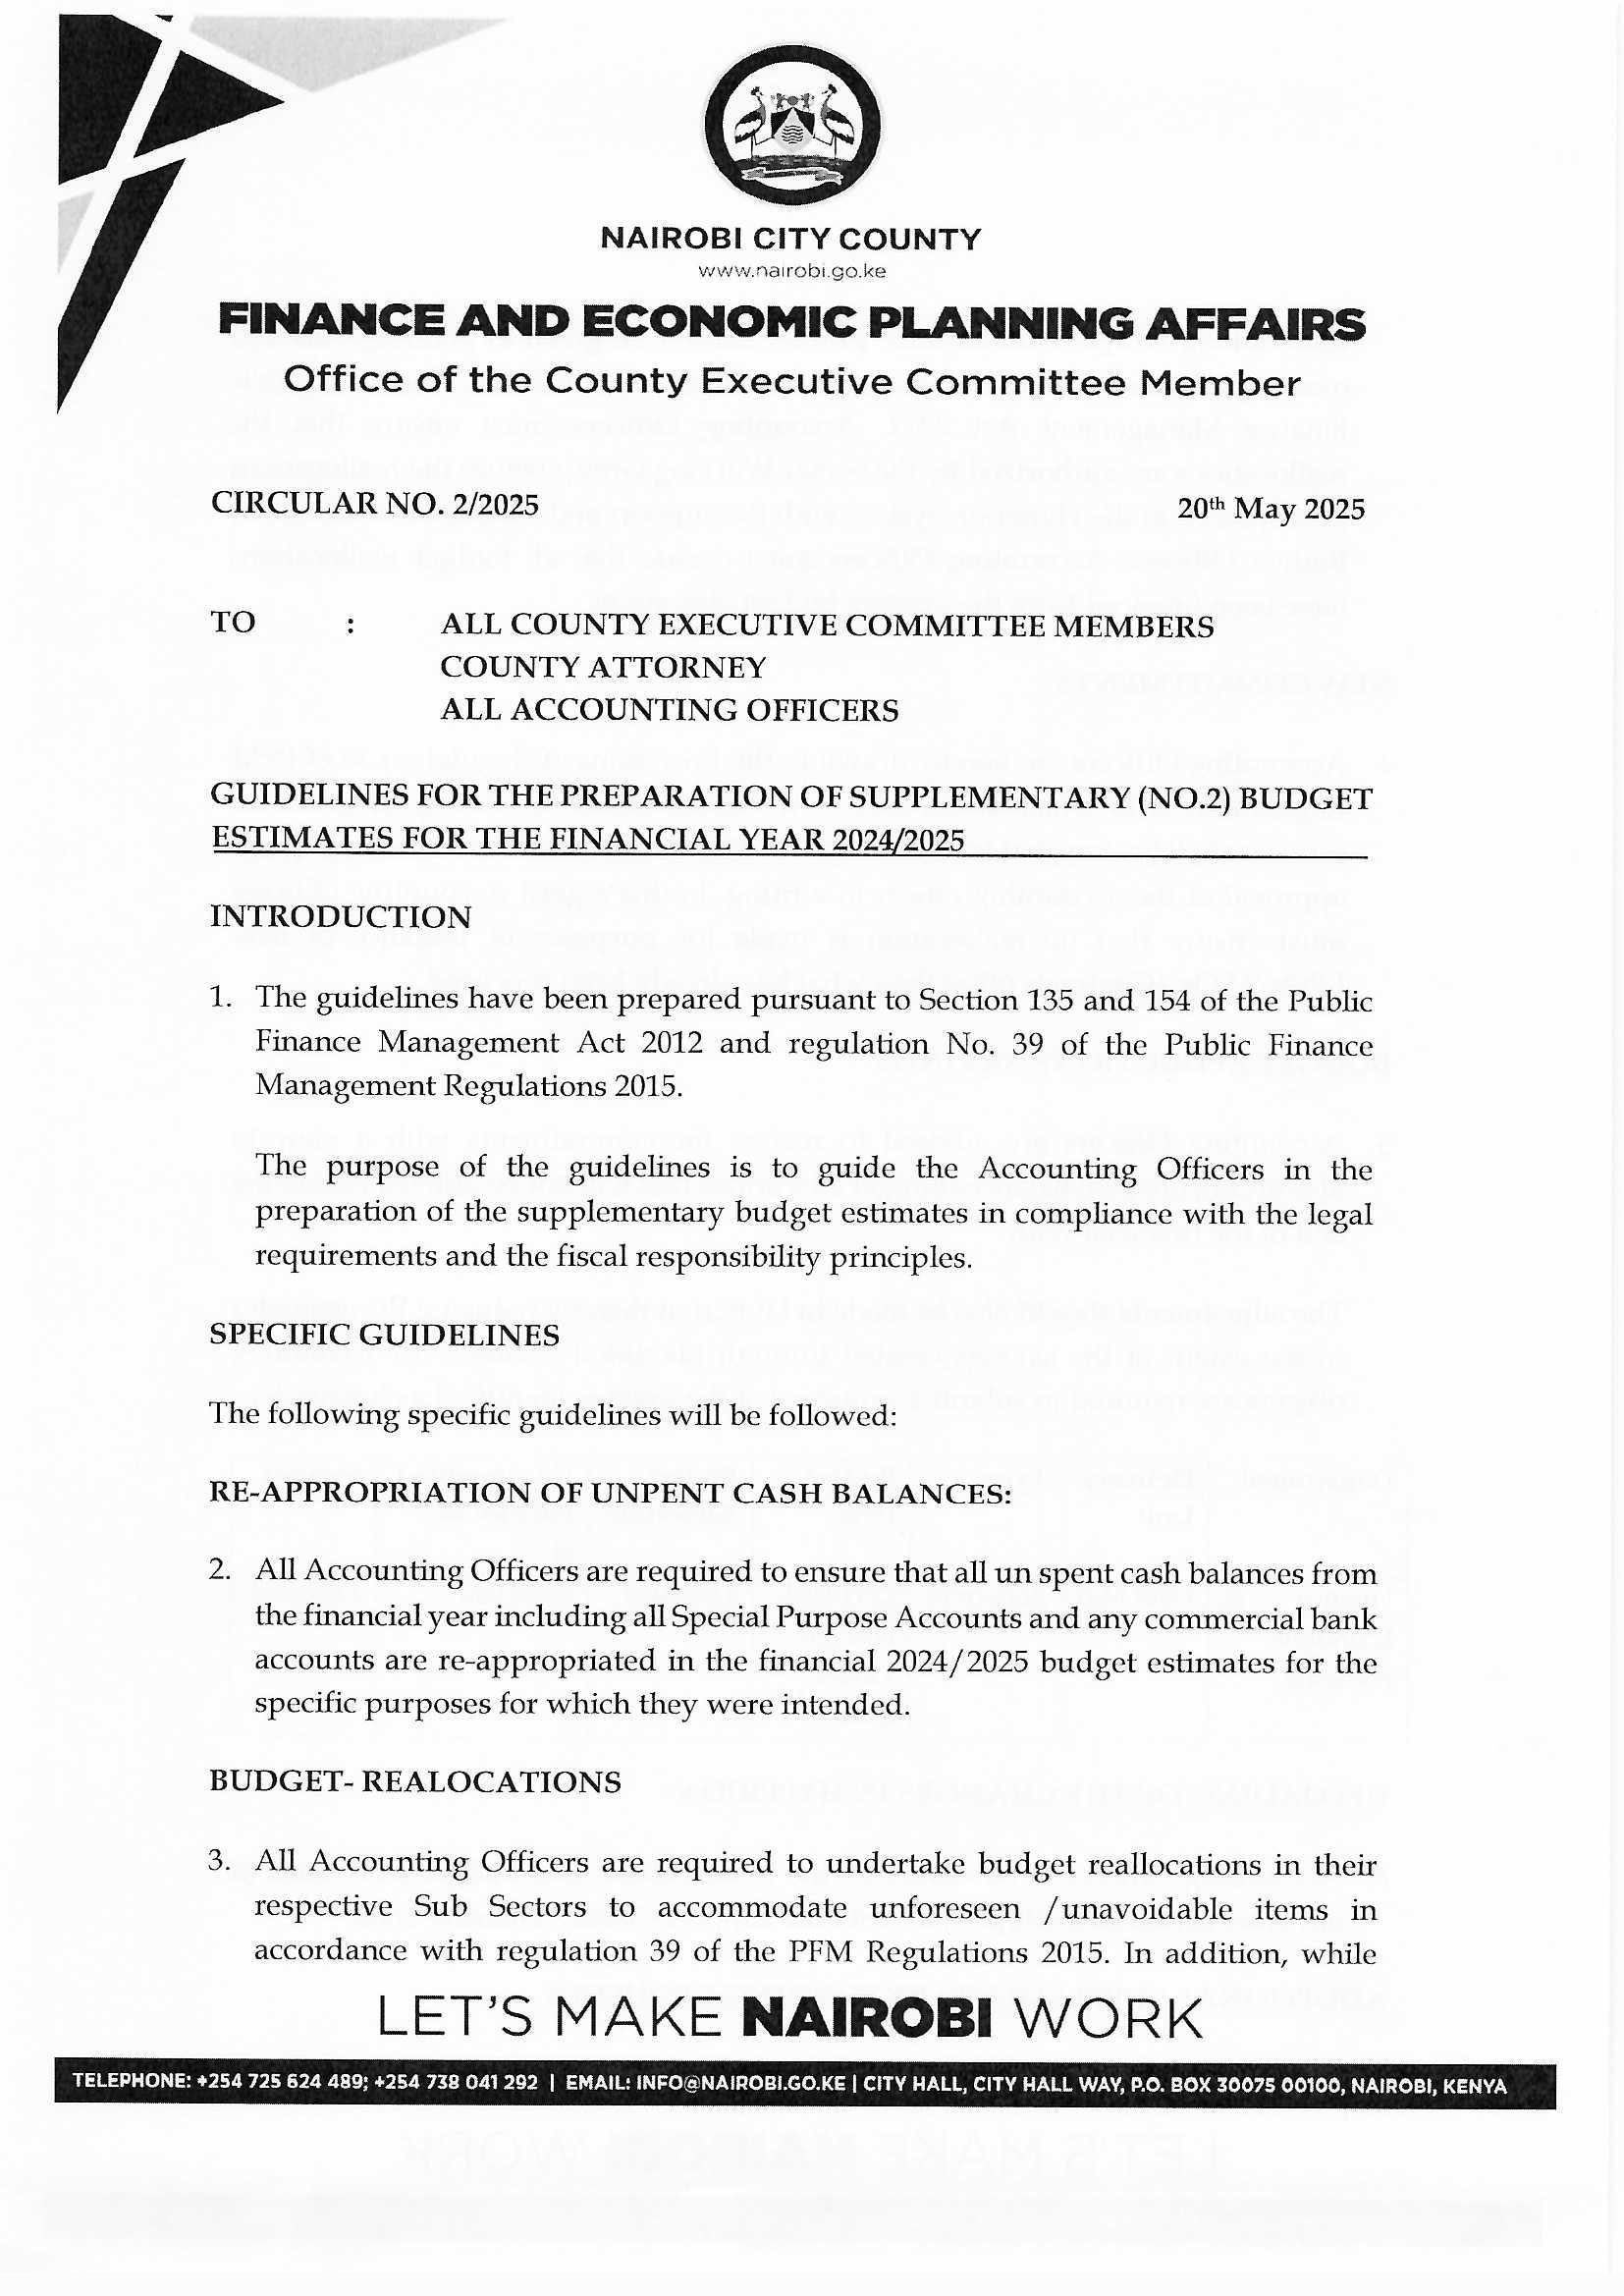 NAIROBI CITY COUNTY
www.nairobi.go.ke
FINANCE AND ECONOMIC PLANNING AFFAIRS
Office of the County Executive Committee Member
CIRCULAR NO. 2/2025 20th May 2025
TO : ALL COUNTY EXECUTIVE COMMITTEE MEMBERS
COUNTY ATTORNEY
ALL ACCOUNTING OFFICERS
GUIDELINES FOR THE PREPARATION OF SUPPLEMENTARY (NO.2) BUDGET
ESTIMATES FOR THE FINANCIAL YEAR 2024/2025
INTRODUCTION
1. The guidelines have been prepared pursuant to Section 135 and 154 of the Public
Finance Management Act 2012 and regulation No. 39 of the Public Finance
Management Regulations 2015.
The purpose of the guidelines is to guide the Accounting Officers in the
preparation of the supplementary budget estimates in compliance with the legal
requirements and the fiscal responsibility principles.
SPECIFIC GUIDELINES
The following specific guidelines will be followed:
RE-APPROPRIATION OF UNPENT CASH BALANCES:
2. All Accounting Officers are required to ensure that all un spent cash balances from
the financial year including all Special Purpose Accounts and any commercial bank
accounts are re-appropriated in the financial 2024/2025 budget estimates for the
specific purposes for which they were intended.
BUDGET- REALOCATIONS
3. All Accounting Officers are required to undertake budget reallocations in their
respective Sub Sectors to accommodate unforeseen /unavoidable items in
accordance with regulation 39 of the PFM Regulations 2015. In addition, while
LET'S MAKE NAIROBI WORK
TELEPHONE: +254 725 624 489; +254 738 041 292 | EMAIL: INFO@NAIROBI.GO.KE | CITY HALL, CITY HALL WAY, P.O. BOX 30075 00100, NAIROBI, KENYA